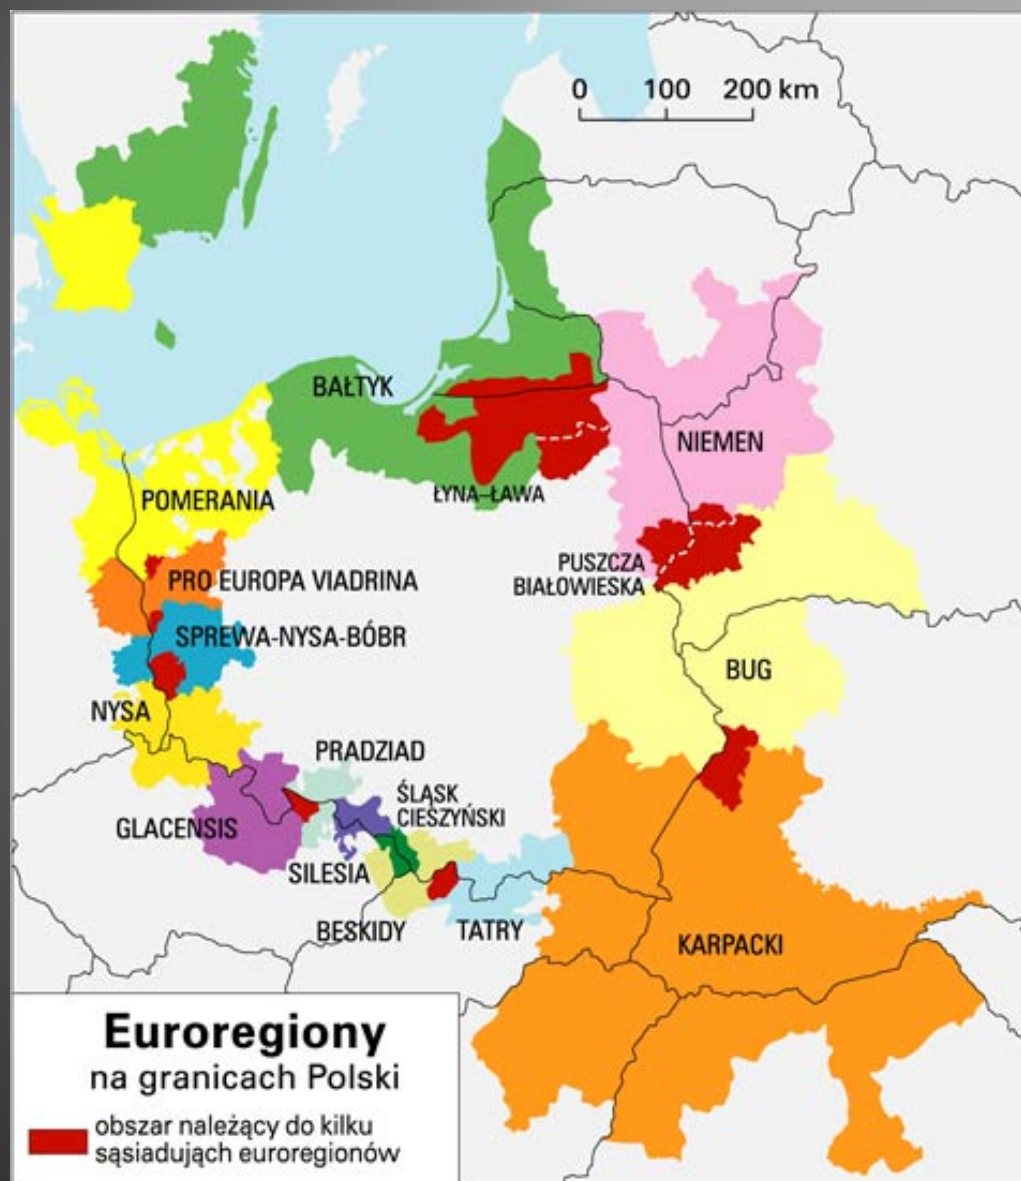 0 100 200 km
BAŁTYK
NIEMEN
ŁYNA–ŁAWA
POMERANIA
PUSZCZA
BIAŁOWIESKA
PRO EUROPA VIADRINA
SPREWA-NYSA-BÓBR
BUG
NYSA
PRADZIAD
ŚLĄSK
CIESZYŃSKI
GLACENSIS
SILESIA
BESKIDY
TATRY
KARPACKI
Euroregiony
na granicach Polski
obszar należący do kilku
sąsiadująch euroregionów